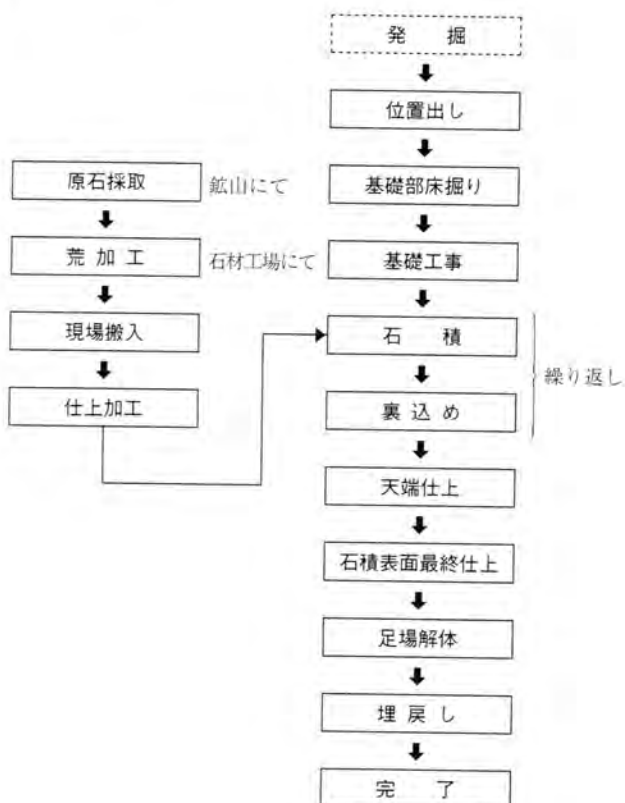 発掘
位置出し
原石採取
鉱山にて
基礎部床掘り
荒加工
石材工場にて
基礎工事
現場搬入
石積
繰り返し
仕上加工
裏込め
天端仕上
石積表面最終仕上
足場解体
埋戻し
完了